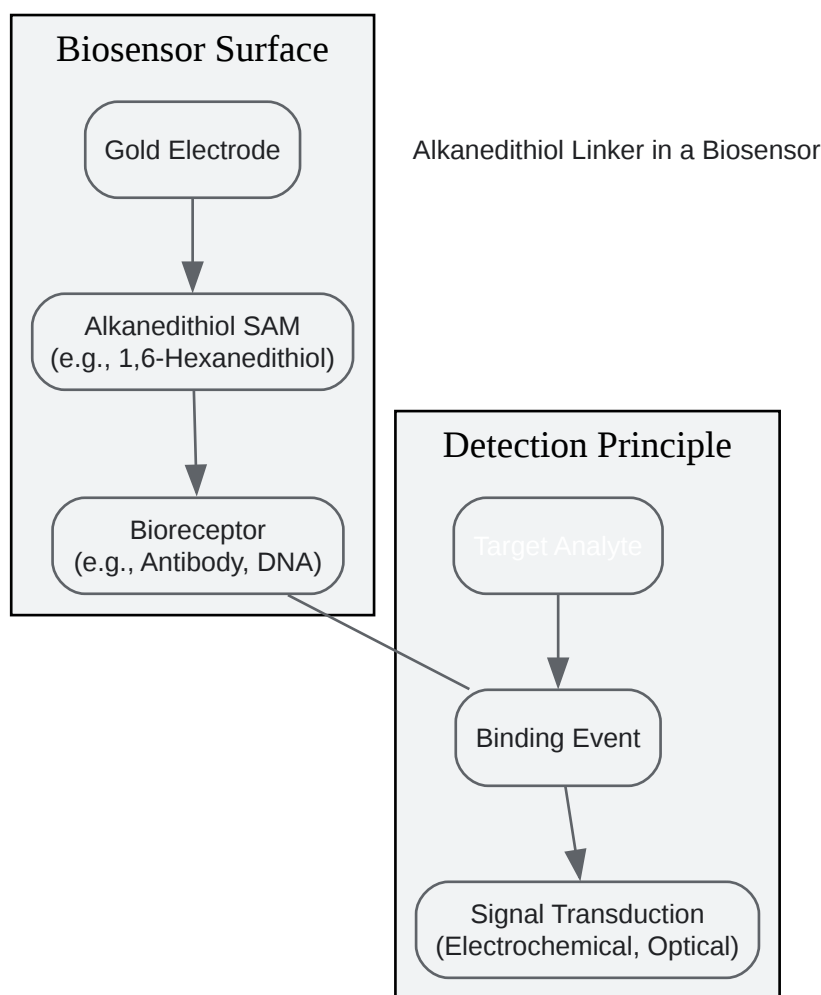 Biosensor Surface
Gold Electrode
Alkanedithiol Linker in a Biosensor
Alkanedithiol SAM
(e.g., 1,6-Hexanedithiol)
Bioreceptor
(e.g., Antibody, DNA)
Detection Principle
Target Analyte
Binding Event
Signal Transduction
(Electrochemical, Optical)